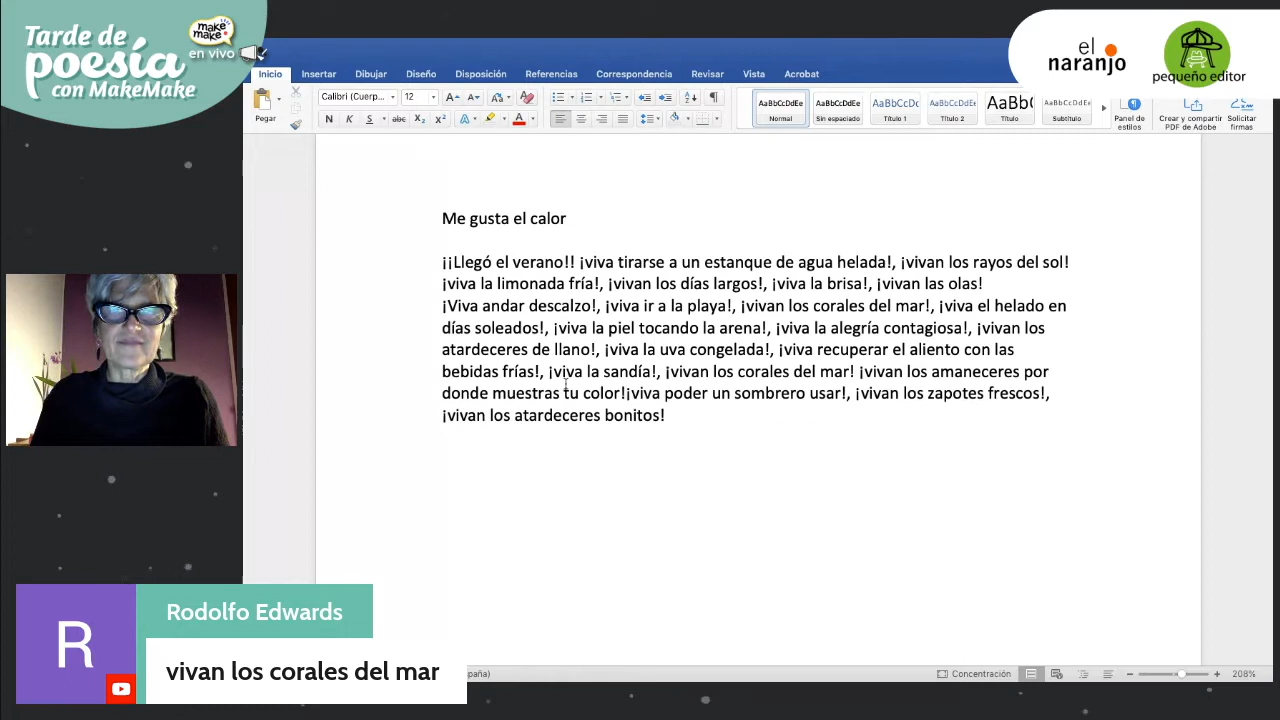 Tarde de
poesía
con MakeMake
make
make
en vivo
el
naranjo
pequeño editor
Inicio
Insertar
Dibujar
Diseño
Disposición
Referencias
Correspondencia
Revisar
Vista
Acrobat
Pegar
Calibri (Cuerp...
12
N K S abc X₂ X²
AaBbCcDdEe
Normal
AaBbCcDdEe
Sin espaciado
AaBbCcDc
Título 1
AaBbCcDdEe
Título 2
AaBb(
Título
AaBbCcDdEe
Subtítulo
Panel de
estilos
Crear y compartir
PDF de Adobe
Solicitar
firmas
Me gusta el calor
¡¡Llegó el verano!! ¡viva tirarse a un estanque de agua helada!, ¡vivan los rayos del sol!
¡viva la limonada fría!, ¡vivan los días largos!, ¡viva la brisa!, ¡vivan las olas!
¡Viva andar descalzo!, ¡viva ir a la playa!, ¡vivan los corales del mar!, ¡viva el helado en
días soleados!, ¡viva la piel tocando la arena!, ¡viva la alegría contagiosa!, ¡vivan los
atardeceres de llano!, ¡viva la uva congelada!, ¡viva recuperar el aliento con las
bebidas frías!, ¡viva la sandía!, ¡vivan los corales del mar! ¡vivan los amaneceres por
donde muestras tu color!¡viva poder un sombrero usar!, ¡vivan los zapotes frescos!,
¡vivan los atardeceres bonitos!
Rodolfo Edwards
R
vivan los corales del mar
paña)
Concentración
208%